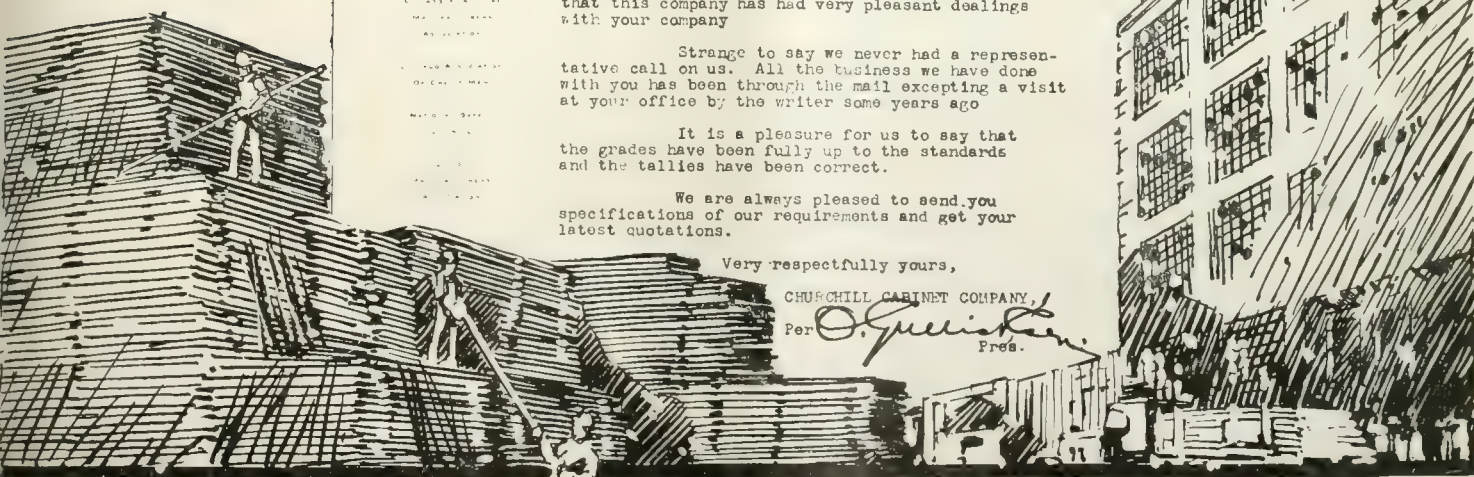 that this company has had very pleasant dealings
with your company
Strange to say we never had a represen-
tative call on us. All the business we have done
with you has been through the mail excepting a visit
at your office by the writer some years ago
It is a pleasure for us to say that
the grades have been fully up to the standards
and the tallies have been correct.
We are always pleased to send you
specifications of our requirements and get your
latest quotations.
Very respectfully yours,
CHURCHILL CABINET COMPANY,
Per
Pres.